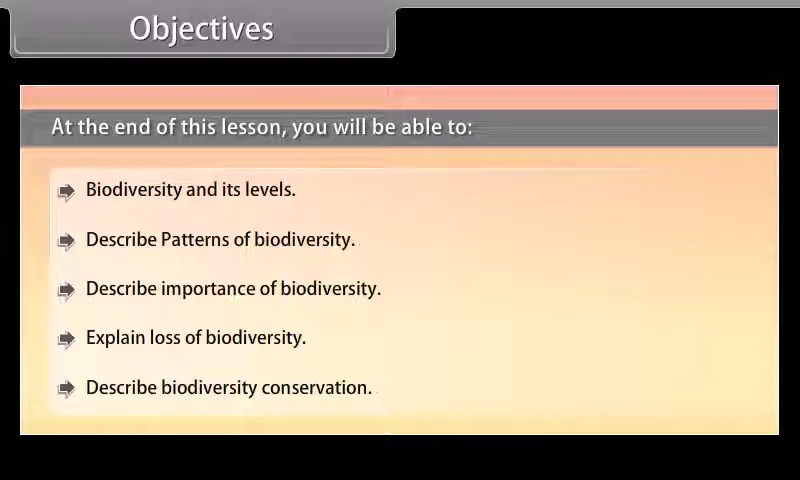 Objectives
At the end of this lesson, you will be able to:
Biodiversity and its levels.
Describe Patterns of biodiversity.
Describe importance of biodiversity.
Explain loss of biodiversity.
Describe biodiversity conservation.